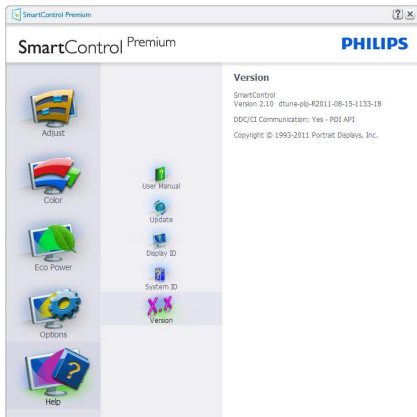 SmartControl Premium
SmartControl Premium
PHILIPS
Adjust
Color
Eco Power
Options
Help
User Manual
Update
Display ID
System ID
X.X
Version
Version
SmartControl
Version 2.10 dtune-plp-R2011-08-15-1133-18
DDC/CI Communication: Yes - PDI API
Copyright © 1993-2011 Portrait Displays, Inc.